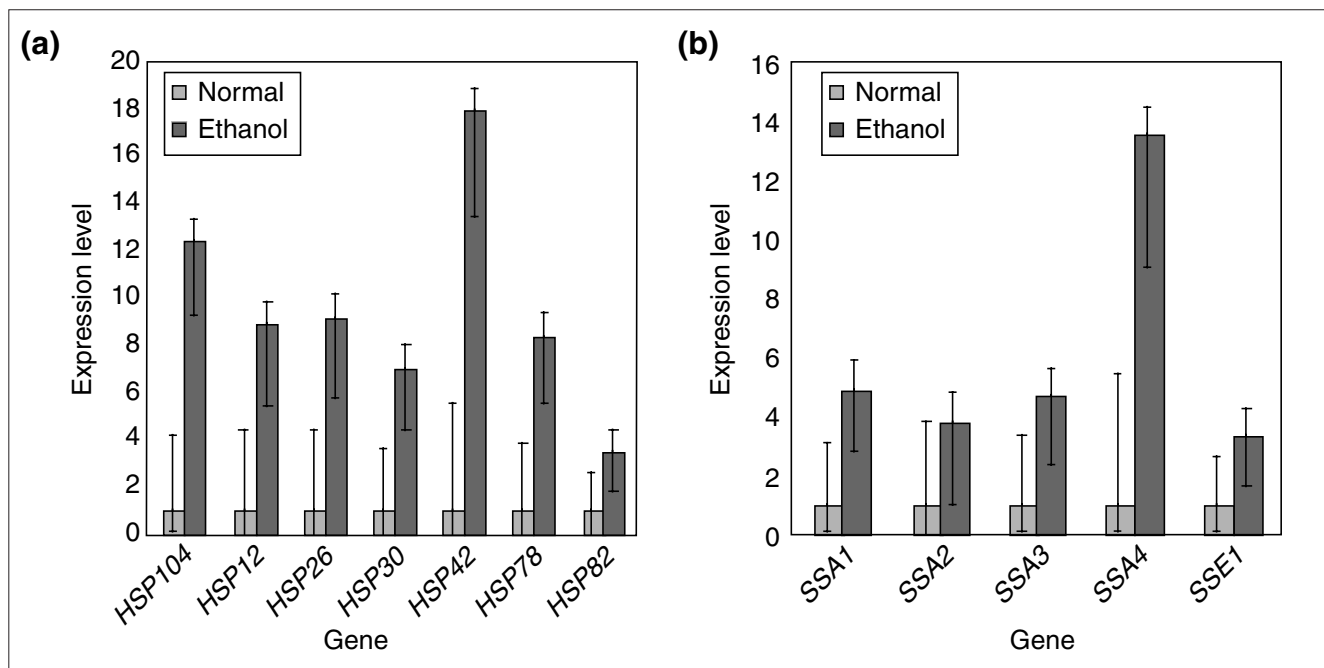 (a)
Expression level
20
18
16
14
12
10
8
6
4
2
0
Normal
Ethanol
HSP104
HSP12
HSP26
HSP30
HSP42
HSP78
HSP82
Gene
(b)
Expression level
16
14
12
10
8
6
4
2
0
Normal
Ethanol
SSA1
SSA2
SSA3
SSA4
SSE1
Gene